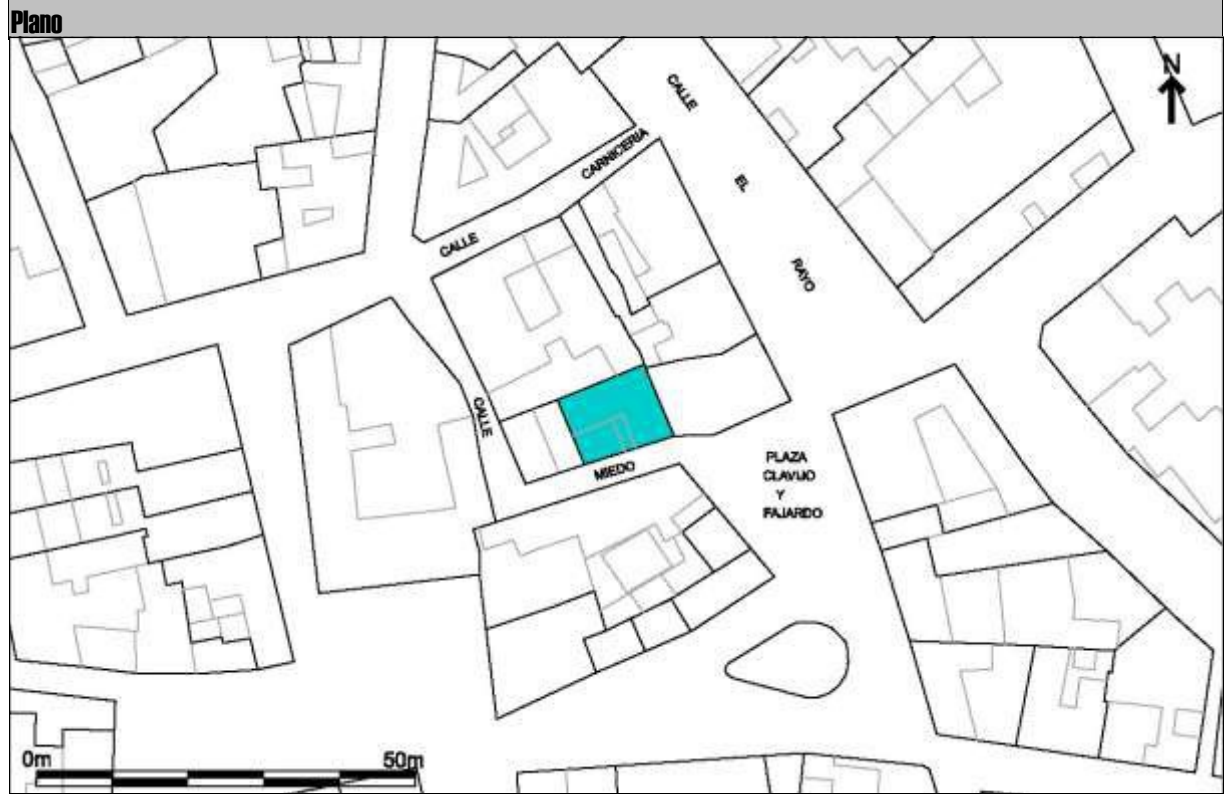 Plano
N
CALLE
CARNICERIA
CALLE
EL
RAYO
CALLE
MIEDO
PLAZA
CLAVIJO
Y
FAJARDO
0m 50m